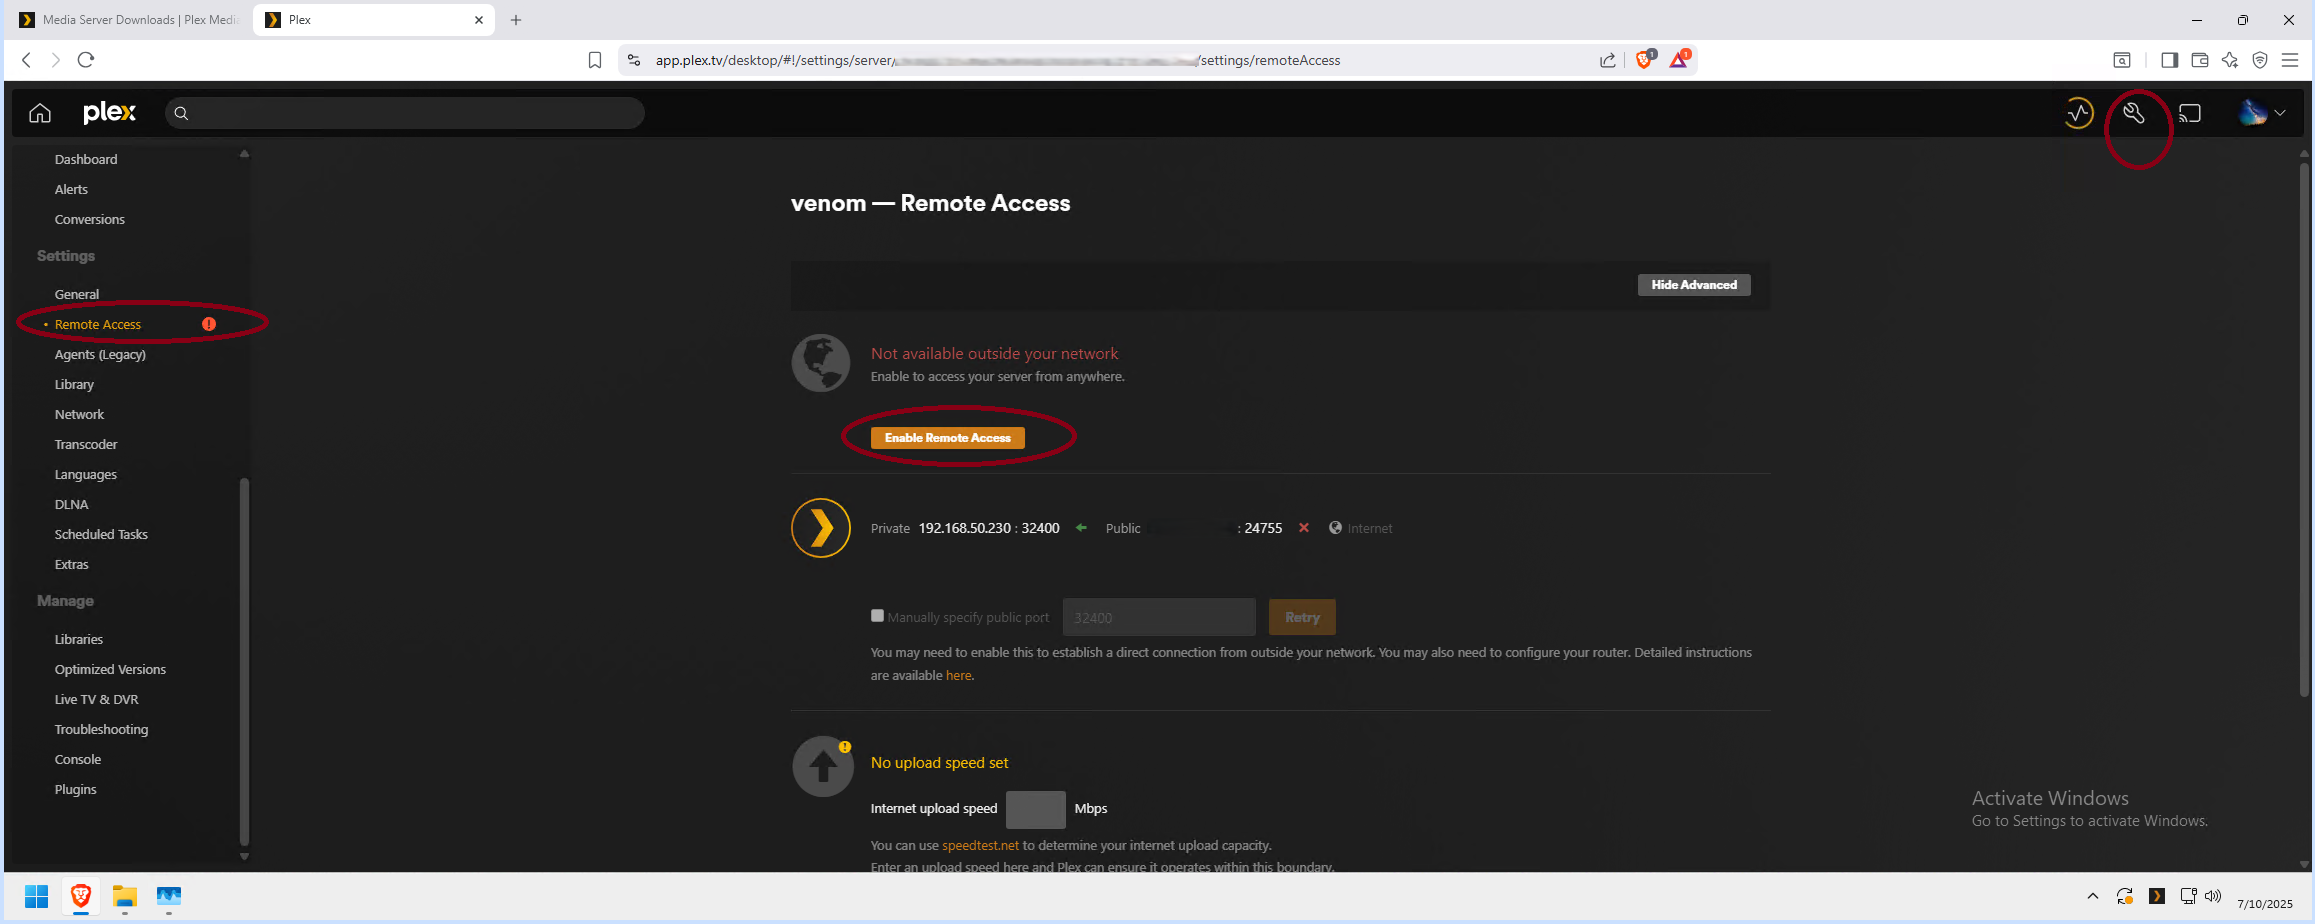 Media Server Downloads | Plex Media
Plex
app.plex.tv/desktop/#!/settings/server/
/settings/remoteAccess
1
1
plex
Dashboard
Alerts
Conversions
Settings
General
Remote Access
Agents (Legacy)
Library
Network
Transcoder
Languages
DLNA
Scheduled Tasks
Extras
Manage
Libraries
Optimized Versions
Live TV & DVR
Troubleshooting
Console
Plugins
venom — Remote Access
Hide Advanced
Not available outside your network
Enable to access your server from anywhere.
Enable Remote Access
Private 192.168.50.230 : 32400 Public : 24755 Internet
Manually specify public port 32400 Retry
You may need to enable this to establish a direct connection from outside your network. You may also need to configure your router. Detailed instructions
are available here.
No upload speed set
Internet upload speed Mbps
You can use speedtest.net to determine your internet upload capacity.
Enter an upload speed here and Plex can ensure it operates within this boundary.
Activate Windows
Go to Settings to activate Windows.
7/10/2025